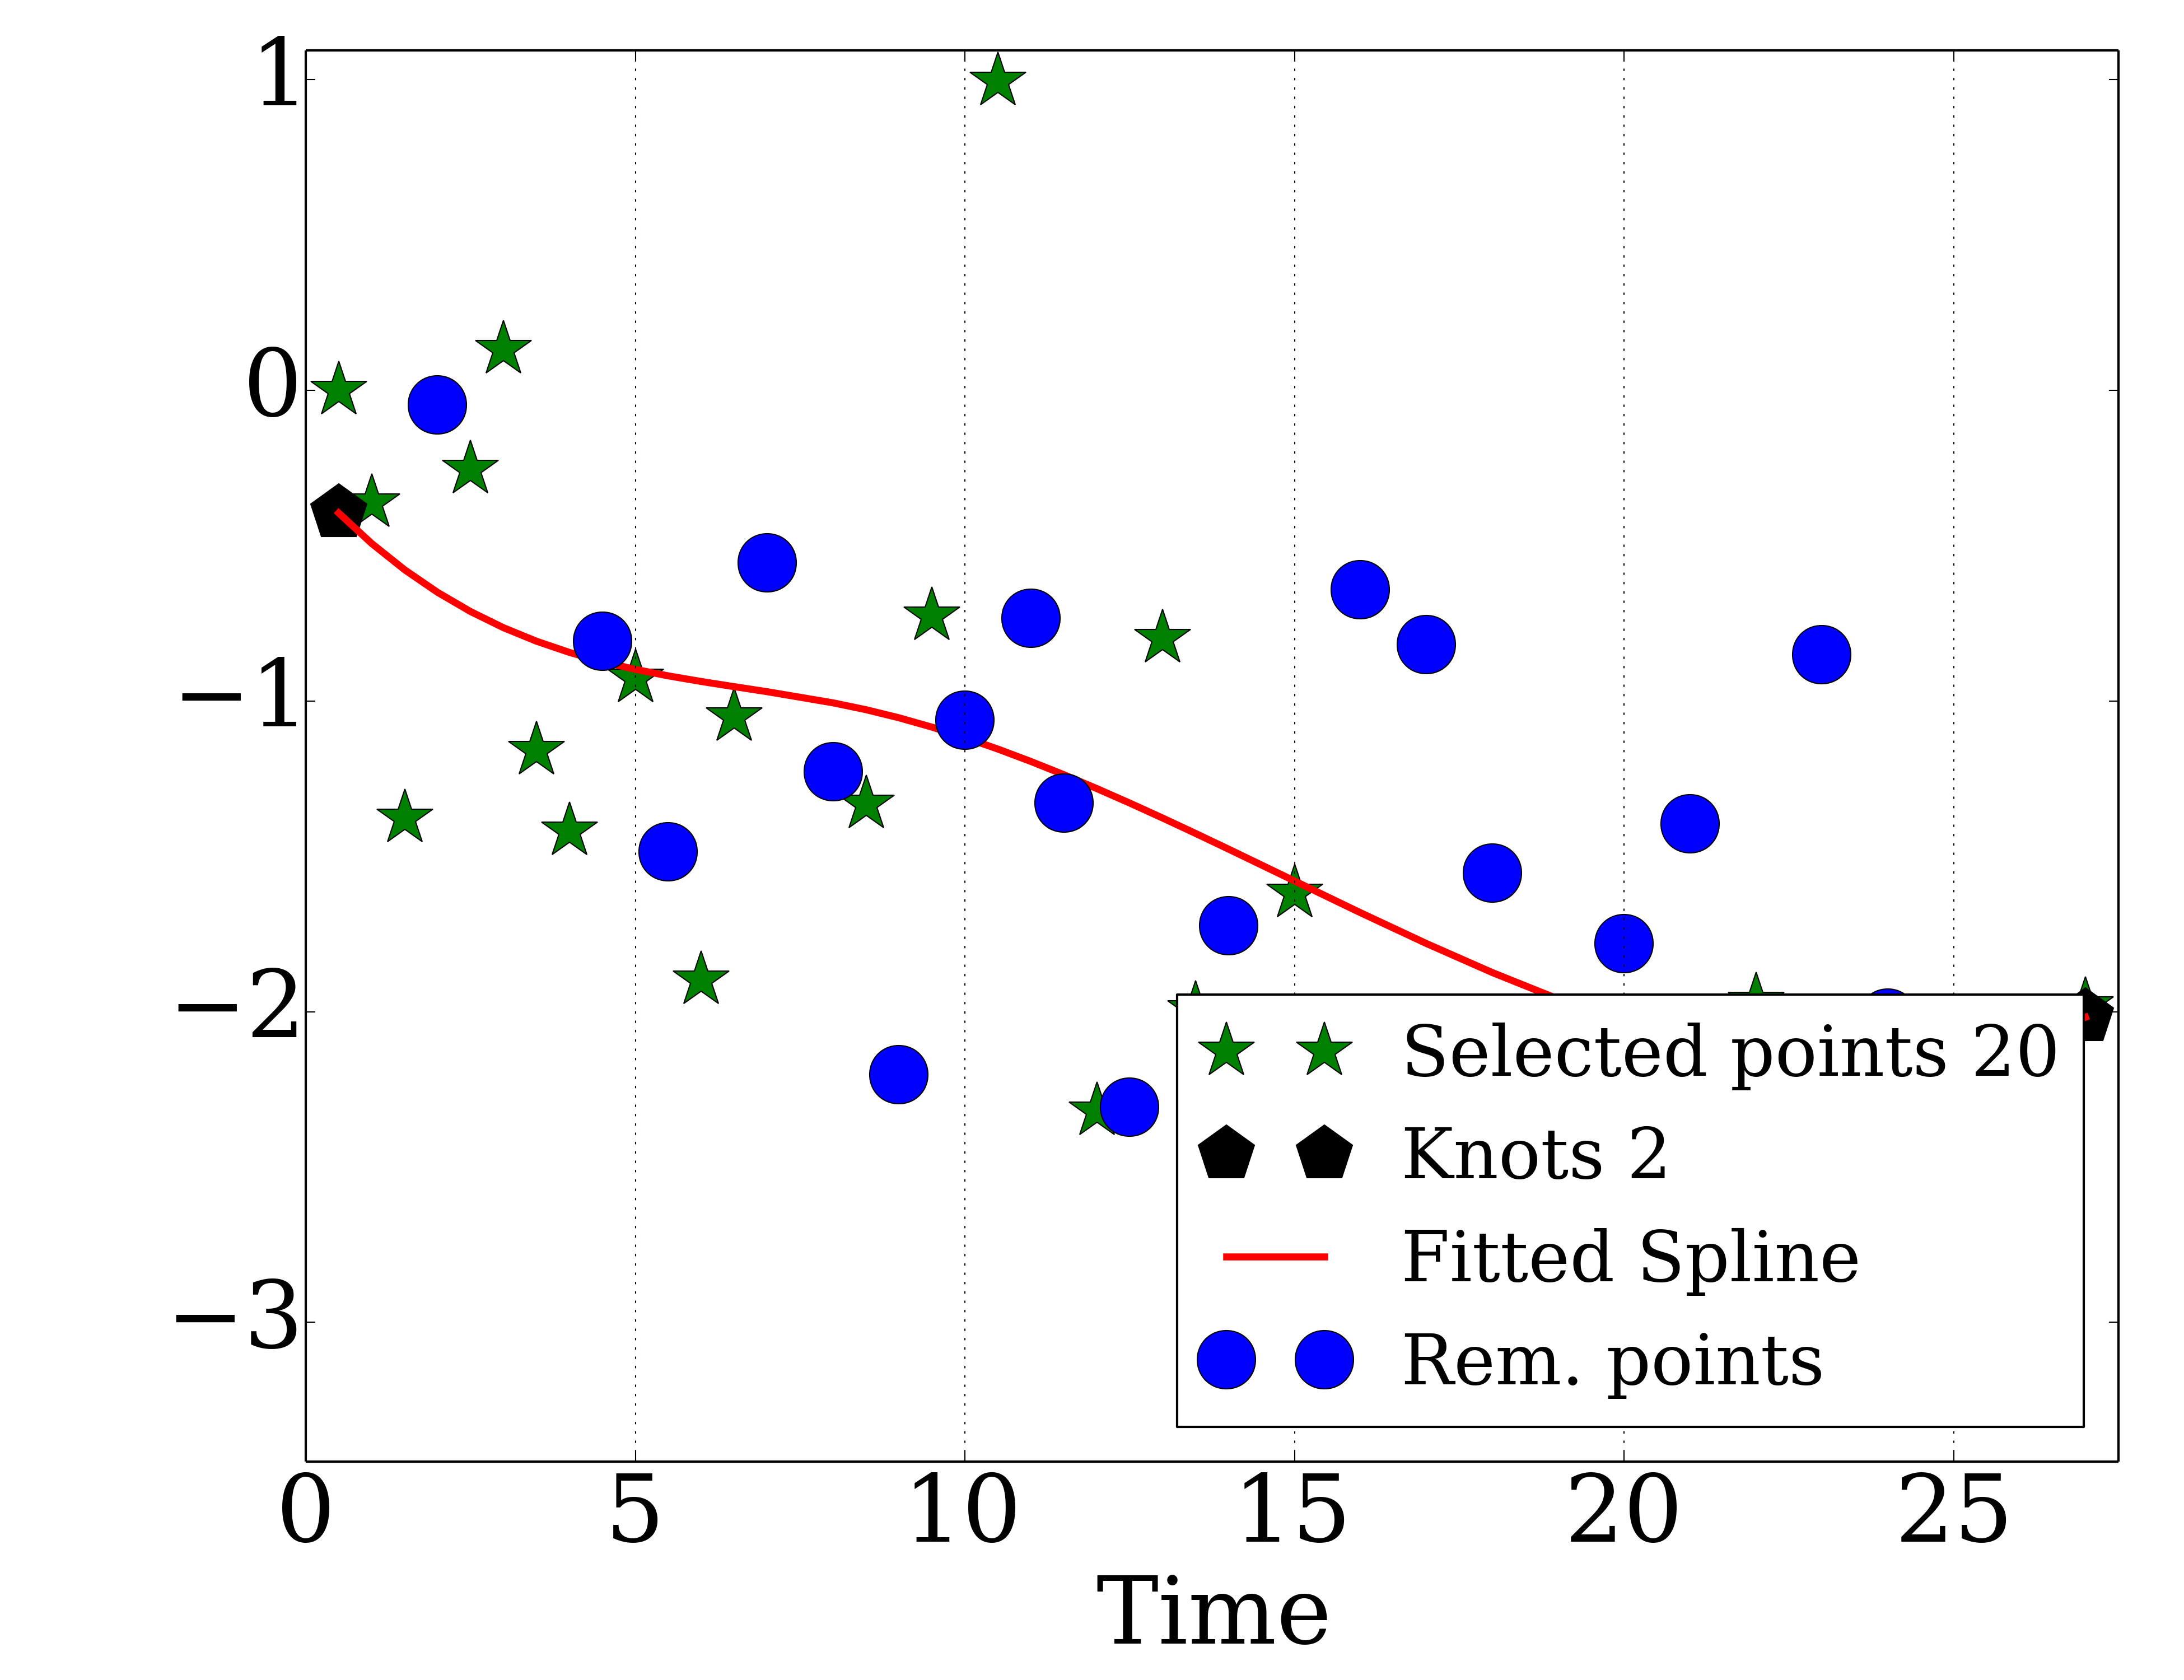 1
0
−1
−2
−3
Selected points 20
Knots 2
Fitted Spline
Rem. points
0 5 10 15 20 25
Time